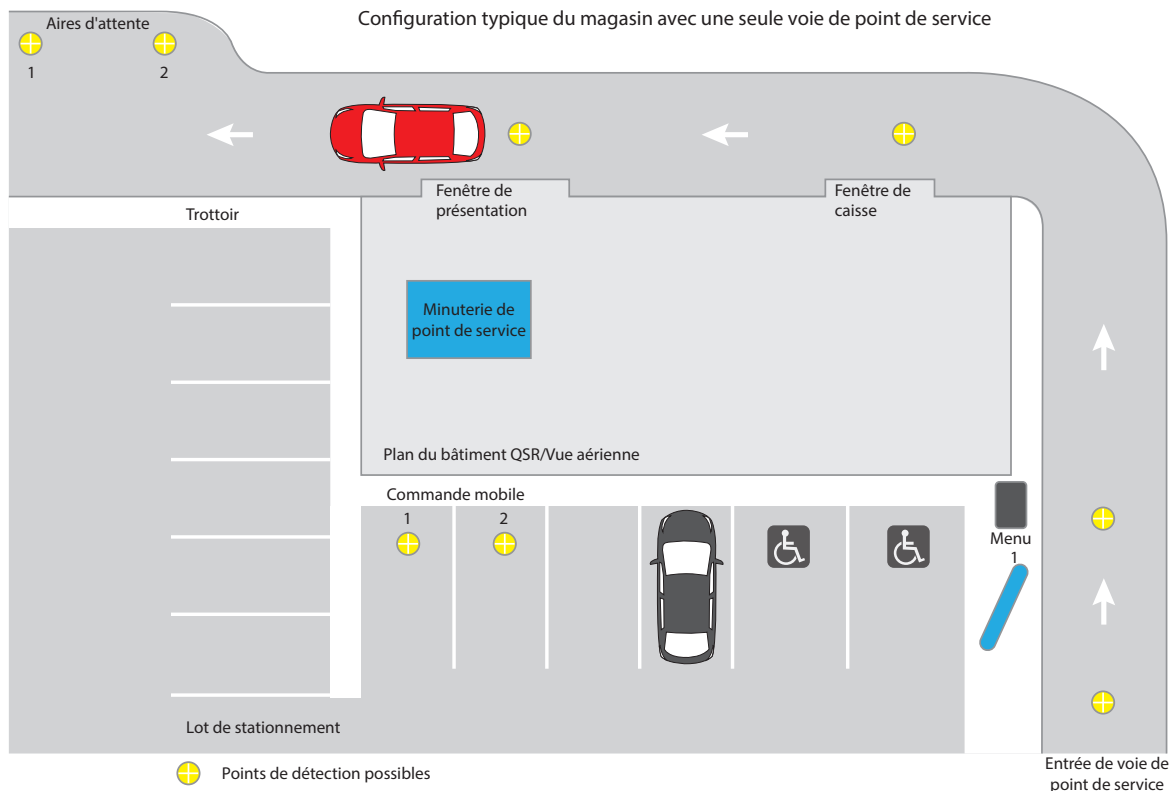 Configuration typique du magasin avec une seule voie de point de service
Aires d'attente
1
2
Fenêtre de
présentation
Fenêtre de
caisse
Trottoir
Minuterie de
point de service
Plan du bâtiment QSR/Vue aérienne
Commande mobile
1
2
Menu
1
Lot de stationnement
Points de détection possibles
Entrée de voie de
point de service